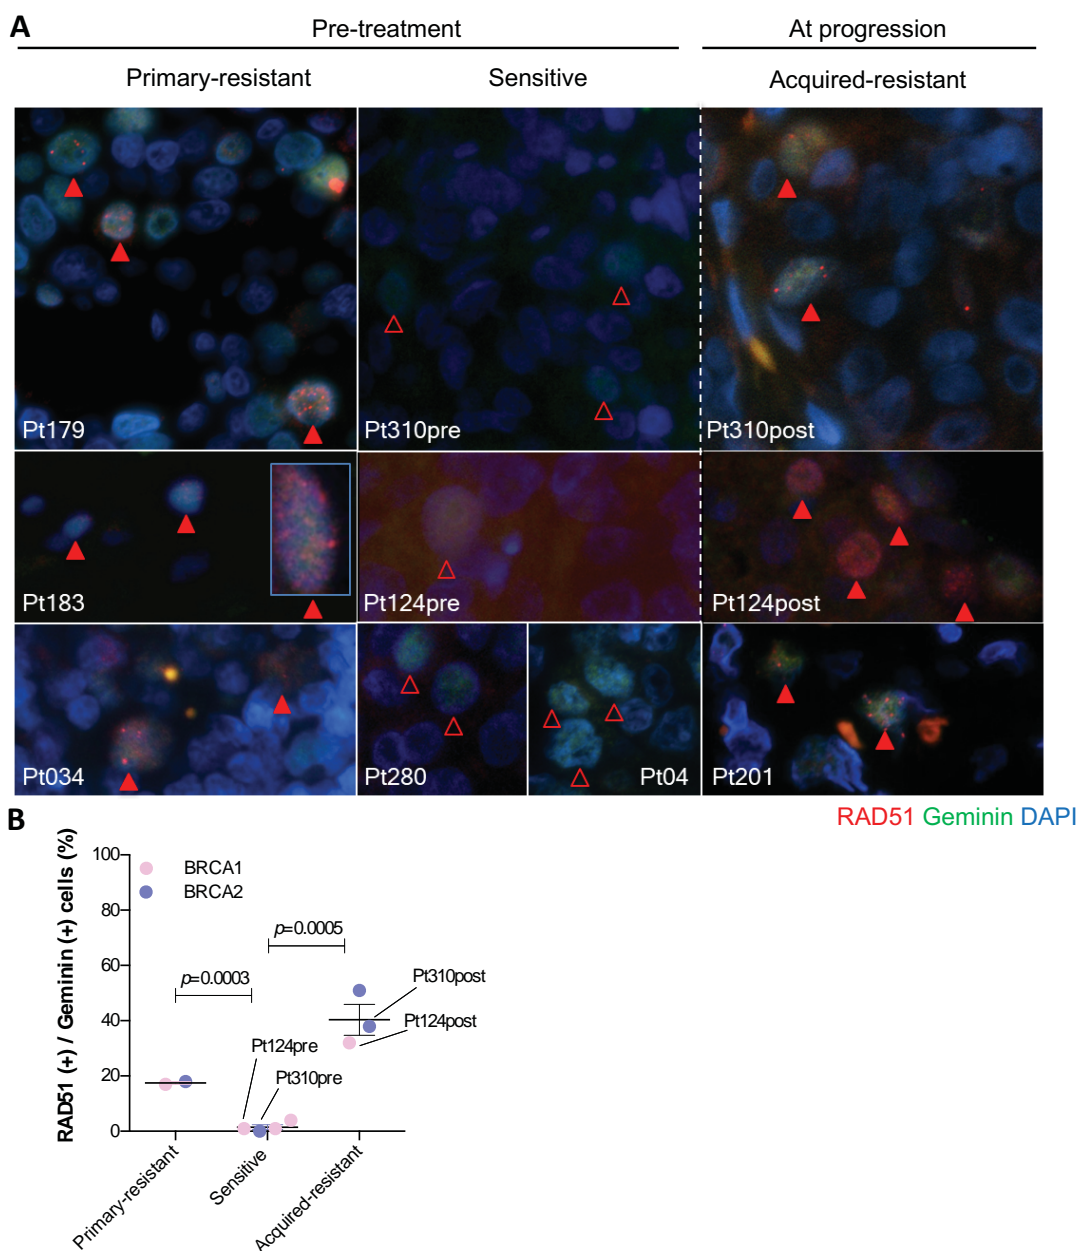 A
Pre-treatment
At progression
Primary-resistant
Sensitive
Acquired-resistant
Pt179
Pt310pre
Pt310post
Pt183
Pt124pre
Pt124post
Pt034
Pt280
Pt04
Pt201
RAD51 Geminin DAPI
B
RAD51 (+) / Geminin (+) cells (%)
100
80
60
40
20
0
BRCA1
BRCA2
p=0.0003
p=0.0005
Pt124pre
Pt310pre
Pt310post
Pt124post
Primary-resistant
Sensitive
Acquired-resistant